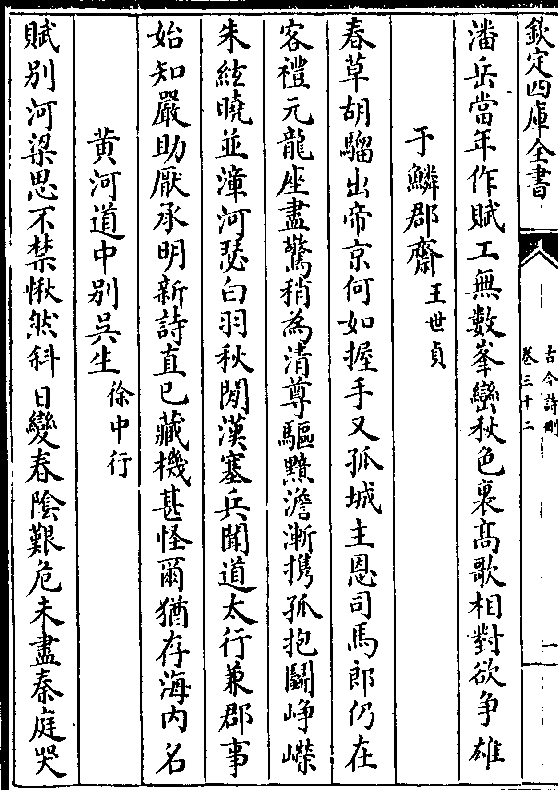 欽定四庫全書
古今詩刪
卷三十二
一
潘岳當年作賦工無數峯巒秋色裏髙歌相對欲争雄
于鱗郡齋
王世貞
春草胡騮出帝京何如握手又孤城主恩司馬郎仍在
客禮元龍座盡驚稍為清尊驅黯澹漸携孤抱鬭崢嶸
朱絃曉並漳河瑟白羽秋閒漢塞兵聞道太行兼郡事
始知嚴助厭承明新詩直已藏機甚怪爾猶存海内名
黄河道中别吳生
徐中行
賦别河梁思不禁愀然斜日變春陰艱危未盡秦庭哭